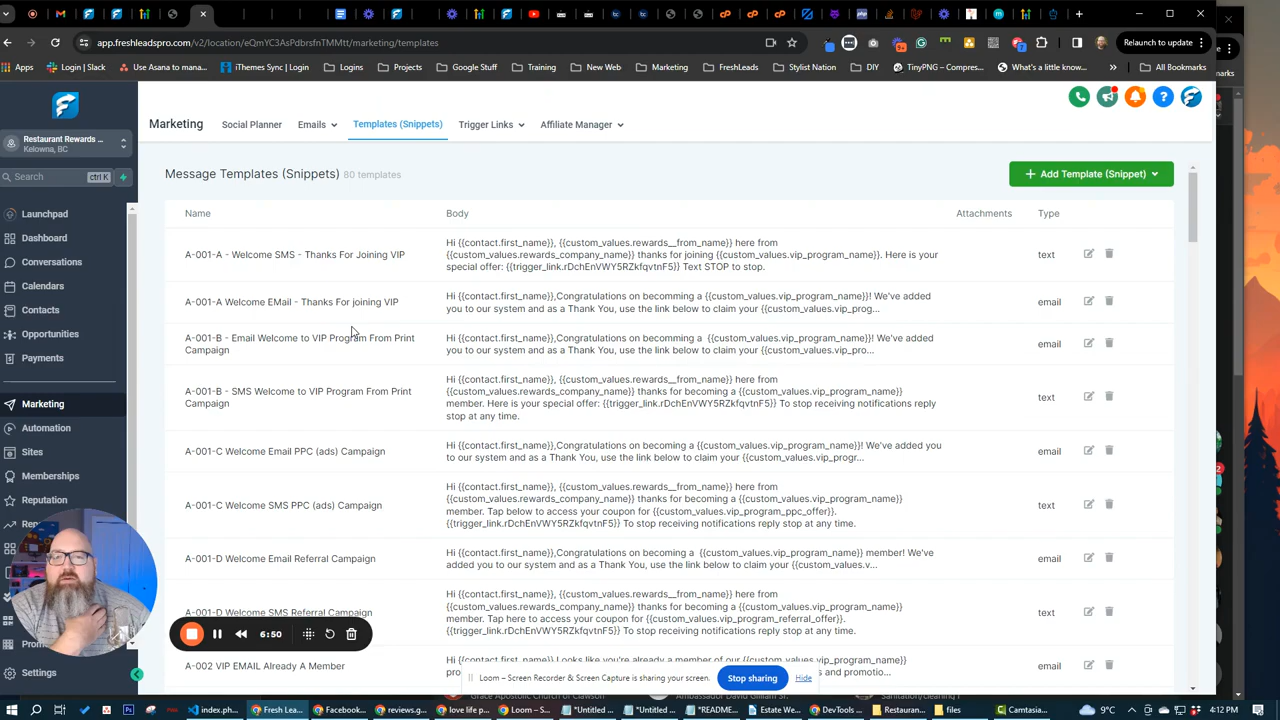 app.freshleadspro.com/v2/location/eQmYC3AsPdbrsfnTMMtt/marketing/templates
Relaunch to update
Apps
Slack | Login | Slack
Use Asana to mana...
iThemes Sync | Login
Logins
Projects
Google Stuff
Training
New Web
Marketing
FreshLeads
Stylist Nation
DIY
TinyPNG – Compres...
What's a little know...
All Bookmarks
Restaurant Rewards ...
Kelowna, BC
Search
ctrl K
Launchpad
Dashboard
Conversations
Calendars
Contacts
Opportunities
Payments
Marketing
Automation
Sites
Memberships
Reputation
Settings
Marketing
Social Planner
Emails
Templates (Snippets)
Trigger Links
Affiliate Manager
Message Templates (Snippets) 80 templates
+ Add Template (Snippet)
Name
Body
Attachments
Type
A-001-A - Welcome SMS - Thanks For Joining VIP
Hi {{contact.first_name}}, {{custom_values.rewards__from_name}} here from
{{custom_values.rewards_company_name}} thanks for joining {{custom_values.vip_program_name}}. Here is your
special offer: {{trigger_link.rDchEnVWY5RZkfqvtnF5}} Text STOP to stop.
text
A-001-A Welcome EMail - Thanks For joining VIP
Hi {{contact.first_name}},Congratulations on becomming a {{custom_values.vip_program_name}}! We've added
you to our system and as a Thank You, use the link below to claim your {{custom_values.vip_prog...
email
A-001-B - Email Welcome to VIP Program From Print
Campaign
Hi {{contact.first_name}},Congratulations on becomming a {{custom_values.vip_program_name}}! We've added
you to our system and as a Thank You, use the link below to claim your {{custom_values.vip_pro...
email
A-001-B - SMS Welcome to VIP Program From Print
Campaign
Hi {{contact.first_name}}, {{custom_values.rewards__from_name}} here from
{{custom_values.rewards_company_name}} thanks for becoming a {{custom_values.vip_program_name}}
member. Here is your special offer: {{trigger_link.rDchEnVWY5RZkfqvtnF5}} To stop receiving notifications reply
stop at any time.
text
A-001-C Welcome Email PPC (ads) Campaign
Hi {{contact.first_name}},Congratulations on becoming a {{custom_values.vip_program_name}}! We've added you
to our system and as a Thank You, use the link below to claim your {{custom_values.vip_progr...
email
A-001-C Welcome SMS PPC (ads) Campaign
Hi {{contact.first_name}}, {{custom_values.rewards__from_name}} here from
{{custom_values.rewards_company_name}} thanks for becoming a {{custom_values.vip_program_name}}
member. Tap below to access your coupon for {{custom_values.vip_program_ppc_offer}}.
{{trigger_link.rDchEnVWY5RZkfqvtnF5}} To stop receiving notifications reply stop at any time.
text
A-001-D Welcome Email Referral Campaign
Hi {{contact.first_name}},Congratulations on becoming a {{custom_values.vip_program_name}} member! We've
added you to our system and as a Thank You, use the link below to claim your {{custom_values.v...
email
A-001-D Welcome SMS Referral Campaign
Hi {{contact.first_name}}, {{custom_values.rewards__from_name}} here from
{{custom_values.rewards_company_name}} thanks for becoming a {{custom_values.vip_program_name}}
member. Tap here to access your coupon for {{custom_values.vip_program_referral_offer}}.
{{trigger_link.rDchEnVWY5RZkfqvtnF5}} To stop receiving notifications reply stop at any time.
text
A-002 VIP EMAIL Already A Member
email
6:50
Loom – Screen Recorder & Screen Capture is sharing your screen.
Stop sharing
Hide
index.ph...
Fresh Lea...
Facebook...
reviews.g...
love life p...
Loom – S...
*Untitled ...
*Untitled ...
*README...
Estate We...
DevTools ...
Restauran...
files
Camtasia...
9°C
4:12 PM